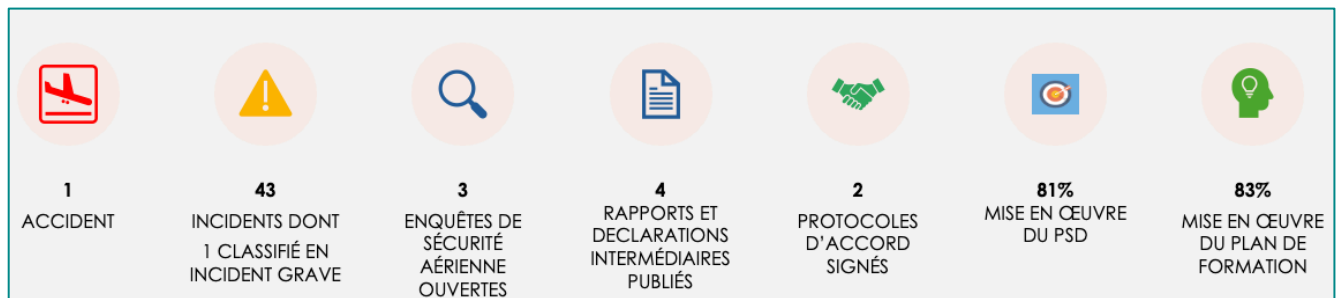 1
ACCIDENT
43
INCIDENTS DONT
1 CLASSIFIÉ EN
INCIDENT GRAVE
3
ENQUÊTES DE
SÉCURITÉ
AÉRIENNE
OUVERTES
4
RAPPORTS ET
DECLARATIONS
INTERMÉDIAIRES
PUBLIÉS
2
PROTOCOLES
D'ACCORD
SIGNÉS
81%
MISE EN ŒUVRE
DU PSD
83%
MISE EN ŒUVRE
DU PLAN DE
FORMATION